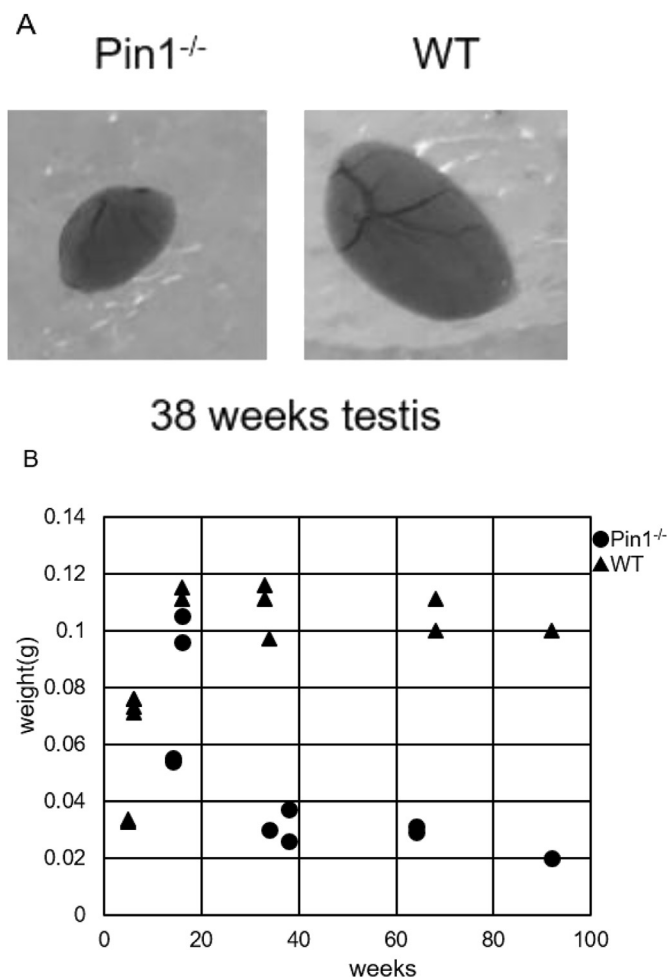 A
Pin1-/- WT
38 weeks testis
B
0.14
0.12
0.1
0.08
0.06
0.04
0.02
0
weight(g)
0 20 40 60 80 100
weeks
Pin1-/-
WT